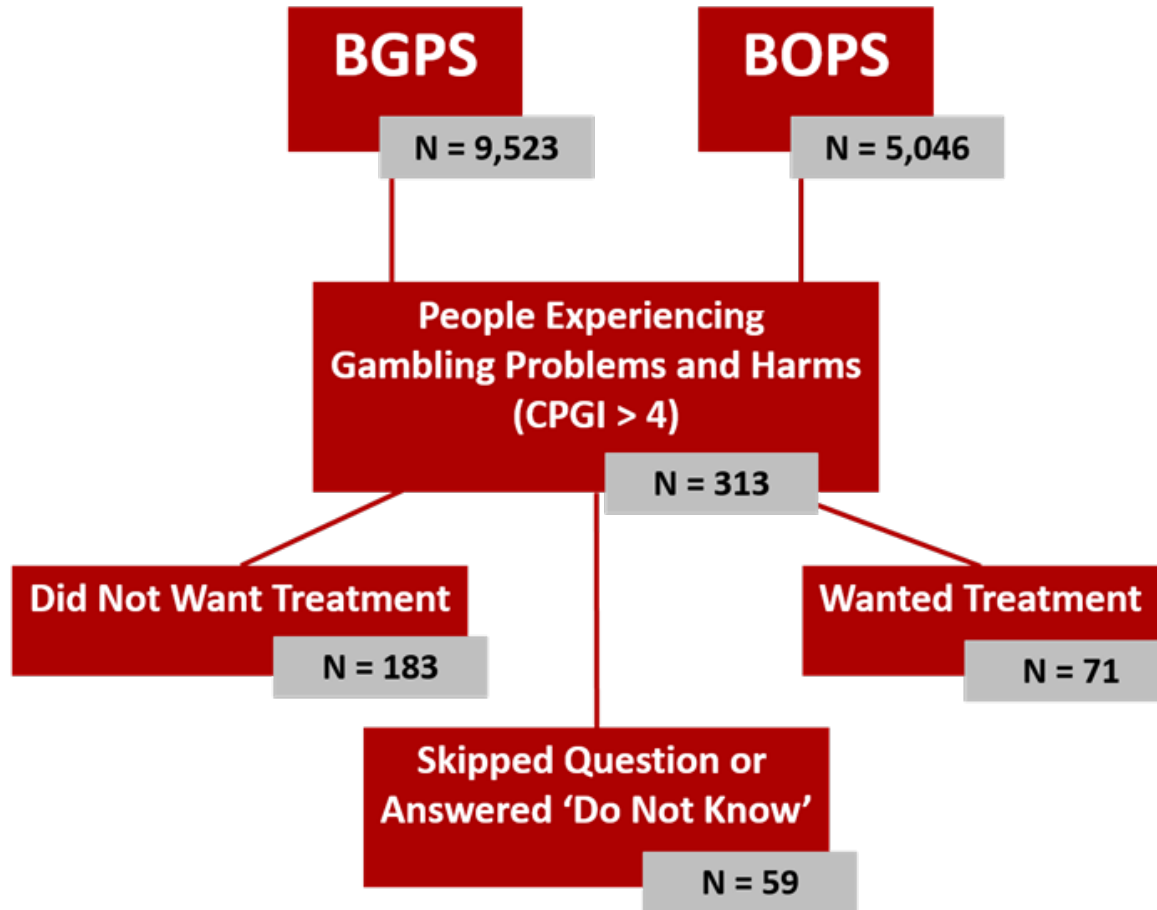 BGPS
N = 9,523
BOPS
N = 5,046
People Experiencing
Gambling Problems and Harms
(CPGI > 4)
N = 313
Did Not Want Treatment
N = 183
Wanted Treatment
N = 71
Skipped Question or
Answered ‘Do Not Know’
N = 59